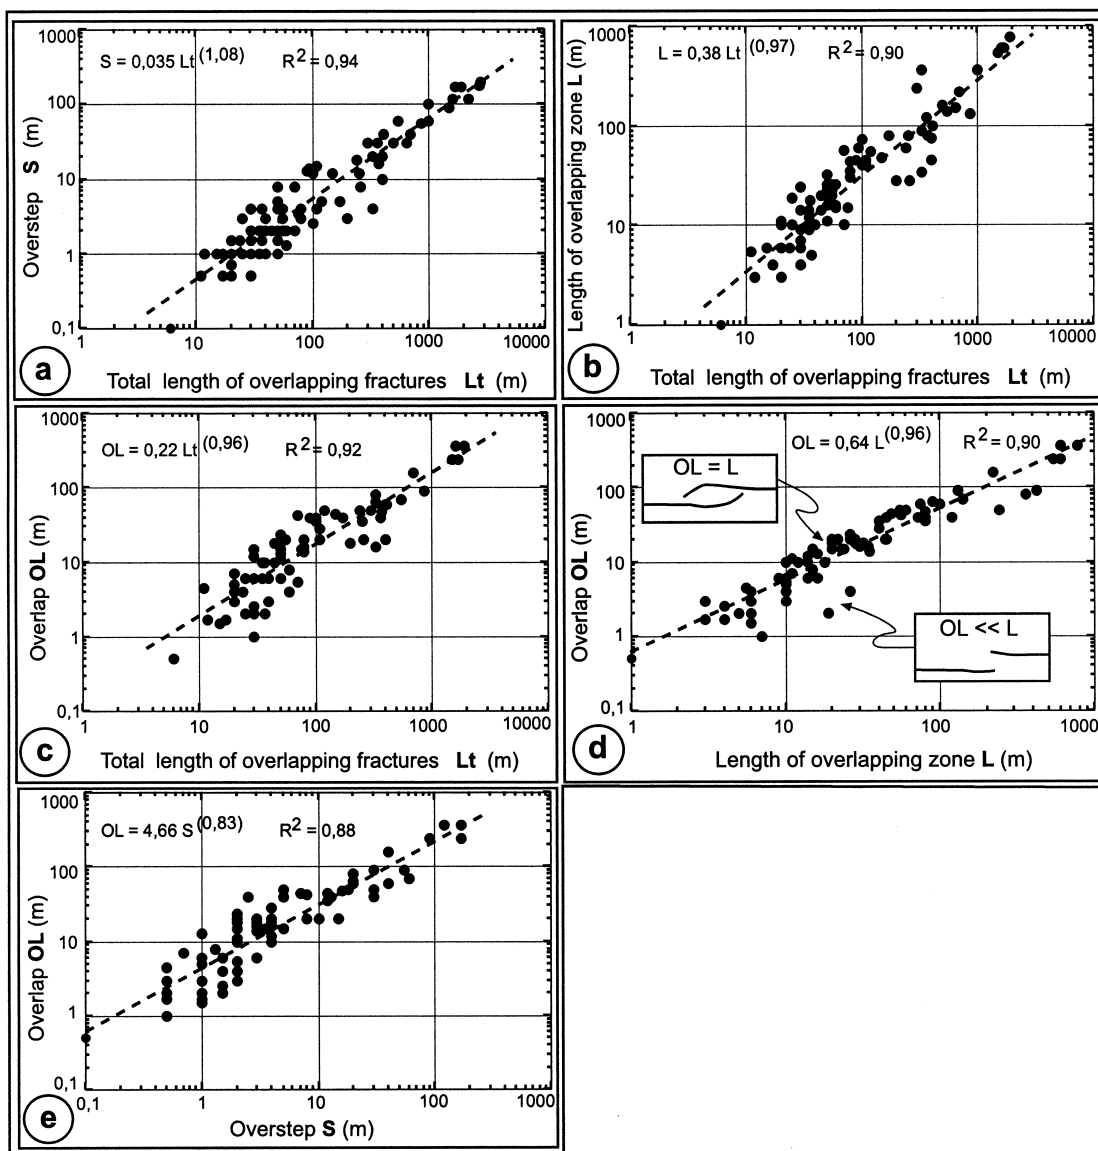 S = 0,035 Lt(1,08) R2 = 0,94
Overstep S (m)
100
10
1
0,1
1 10 100 1000 10000
a
Total length of overlapping fractures Lt (m)
L = 0,38 Lt(0,97) R2 = 0,90
Length of overlapping zone L (m)
1000
100
10
1
1 10 100 1000 10000
b
Total length of overlapping fractures Lt (m)
OL = 0,22 Lt(0,96) R2 = 0,92
Overlap OL (m)
1000
100
10
1
0,1
1 10 100 1000 10000
c
Total length of overlapping fractures Lt (m)
OL = 0,64 L(0,96) R2 = 0,90
OL = L
OL << L
Overlap OL (m)
1000
100
10
1
0,1
1 10 100 1000
d
Length of overlapping zone L (m)
OL = 4,66 S(0,83) R2 = 0,88
Overlap OL (m)
1000
100
10
1
0,1
0,1 1 10 100 1000
e
Overstep S (m)